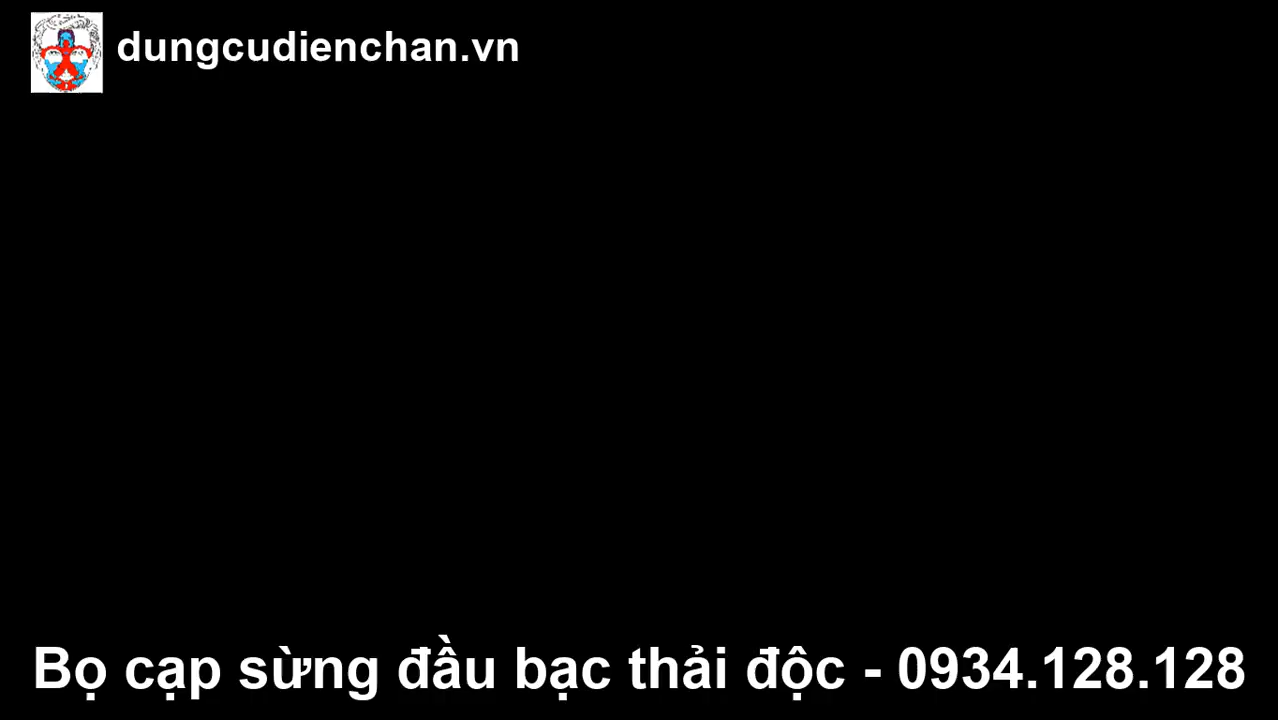 dungcudienchan.vn
Bọ cạp sừng đầu bạc thải độc - 0934.128.128